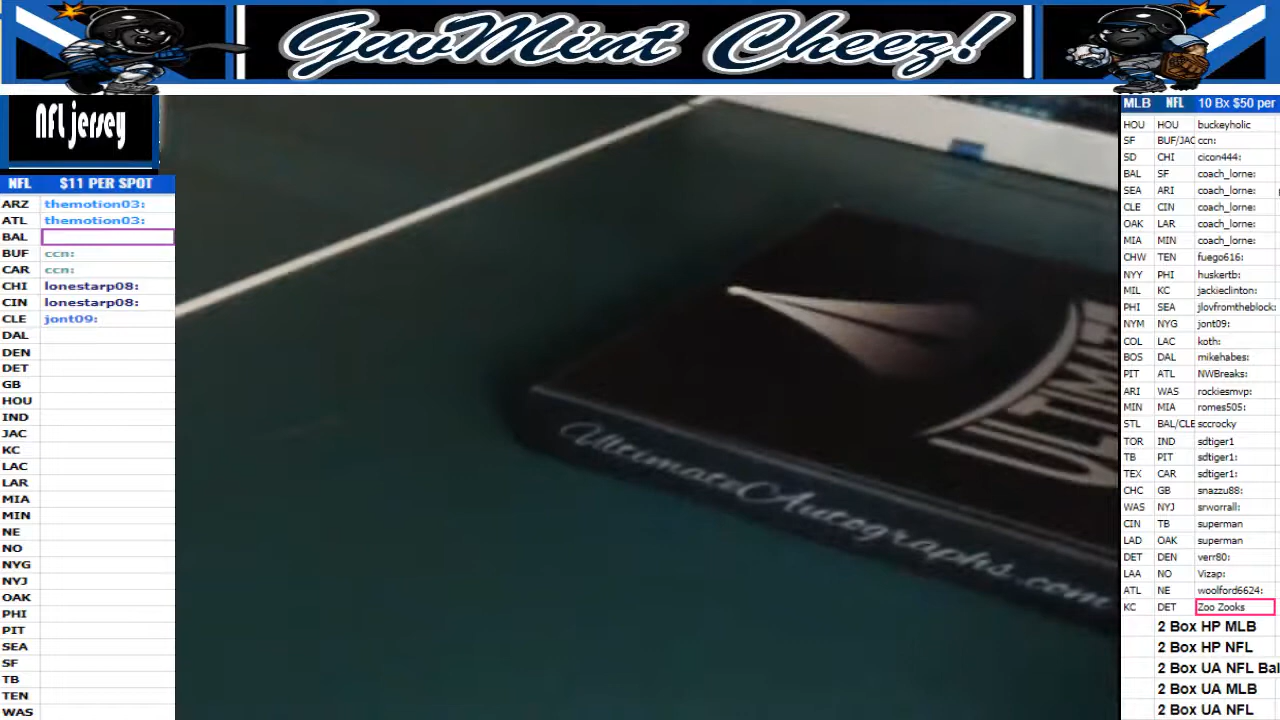 GuvMint Cheez!
NFL jersey
NFL $11 PER SPOT
ARZ themotion03:
ATL themotion03:
BAL
BUF ccn:
CAR ccn:
CHI lonestarp08:
CIN lonestarp08:
CLE jont09:
DAL
DEN
DET
GB
HOU
IND
JAC
KC
LAC
LAR
MIA
MIN
NE
NO
NYG
NYJ
OAK
PHI
PIT
SEA
SF
TB
TEN
WAS
ULTIMA
UltimateAutographs.com
MLB NFL 10 Bx $50 per
HOU HOU buckeyholic
SF BUF/JAC ccn:
SD CHI cicon444:
BAL SF coach_lorne:
SEA ARI coach_lorne:
CLE CIN coach_lorne:
OAK LAR coach_lorne:
MIA MIN coach_lorne:
CHW TEN fuego616:
NYY PHI huskertb:
MIL KC jackieclinton:
PHI SEA jlovfromtheblock:
NYM NYG jont09:
COL LAC koth:
BOS DAL mikehabes:
PIT ATL NWBreaks:
ARI WAS rockiesmvp:
MIN MIA romes505:
STL BAL/CLE sccrocky
TOR IND sdtiger1
TB PIT sdtiger1:
TEX CAR sdtiger1:
CHC GB snazzu88:
WAS NYJ srworrall:
CIN TB superman
LAD OAK superman
DET DEN verr80:
LAA NO Vizap:
ATL NE woolford6624:
KC DET Zoo Zooks
2 Box HP MLB
2 Box HP NFL
2 Box UA NFL Bal
2 Box UA MLB
2 Box UA NFL